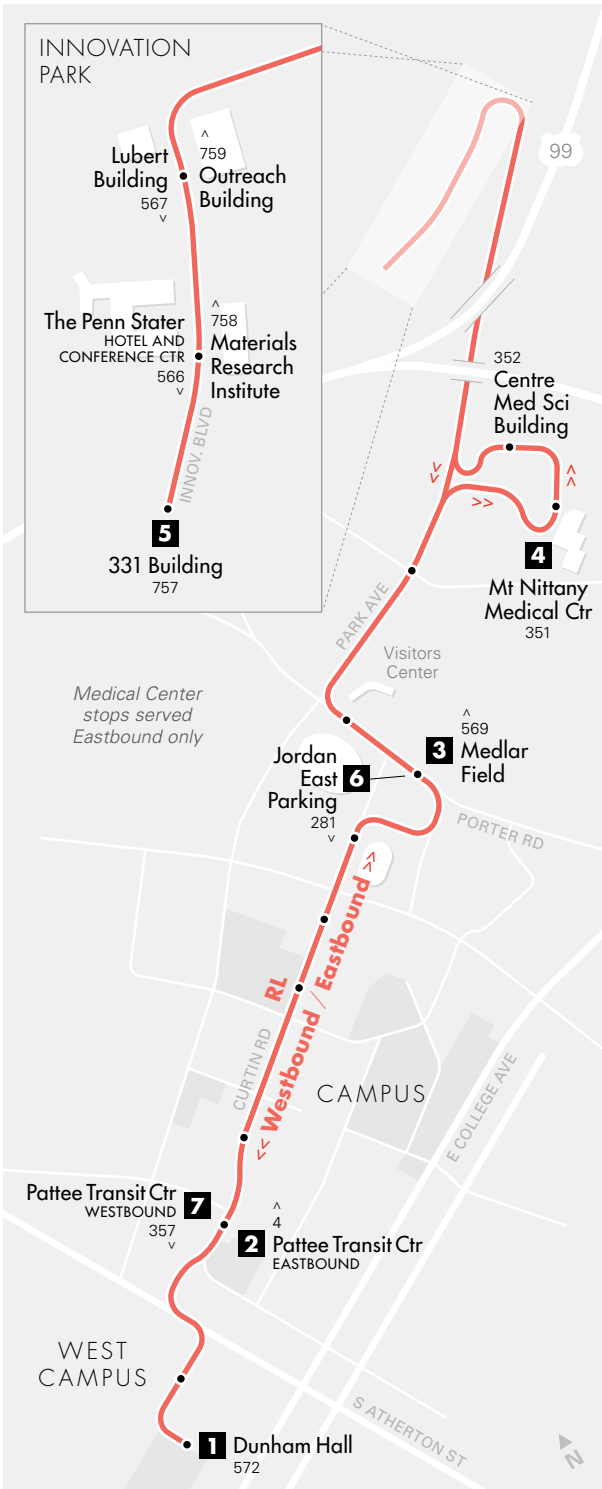 INNOVATION
PARK
^
759
Outreach
Building
Lubert
Building
567
v
The Penn Stater
HOTEL AND
CONFERENCE CTR
566
v
^
758
Materials
Research
Institute
INNOV. BLVD
5
331 Building
757
99
352
Centre
Med Sci
Building
<<
>>
>>
4
Mt Nittany
Medical Ctr
351
PARK AVE
Visitors
Center
Medical Center
stops served
Eastbound only
^
569
3 Medlar
Field
Jordan
East
Parking
6
281
v
PORTER RD
RL
<< Westbound / Eastbound >>
CURTIN RD
CAMPUS
E COLLEGE AVE
Pattee Transit Ctr
WESTBOUND
7
357
v
^
4
2 Pattee Transit Ctr
EASTBOUND
WEST
CAMPUS
S ATHERTON ST
1 Dunham Hall
572
N